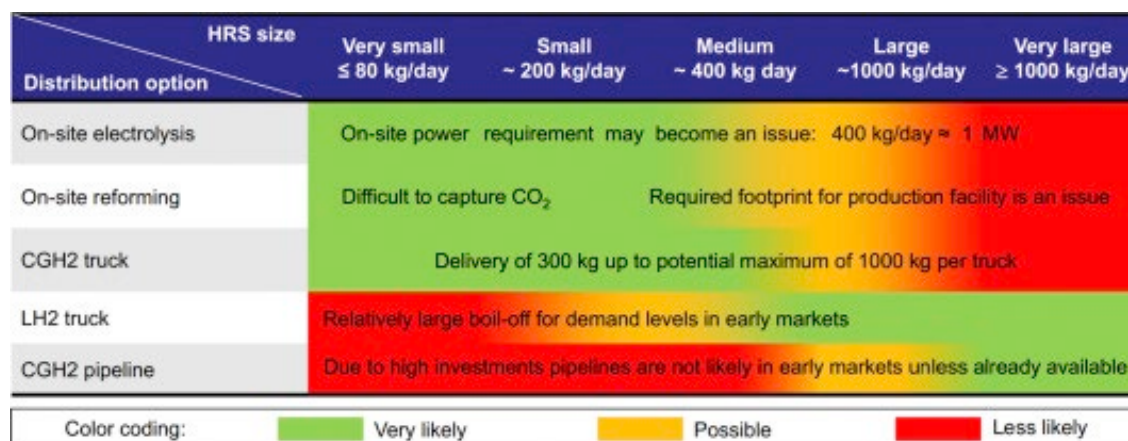 HRS size
Distribution option
Very small
≤ 80 kg/day
Small
~ 200 kg/day
Medium
~ 400 kg day
Large
~1000 kg/day
Very large
≥ 1000 kg/day
On-site electrolysis
On-site power requirement may become an issue: 400 kg/day ≈ 1 MW
On-site reforming
Difficult to capture CO₂
Required footprint for production facility is an issue
CGH2 truck
Delivery of 300 kg up to potential maximum of 1000 kg per truck
LH2 truck
Relatively large boil-off for demand levels in early markets
CGH2 pipeline
Due to high investments pipelines are not likely in early markets unless already available
Color coding:
Very likely
Possible
Less likely